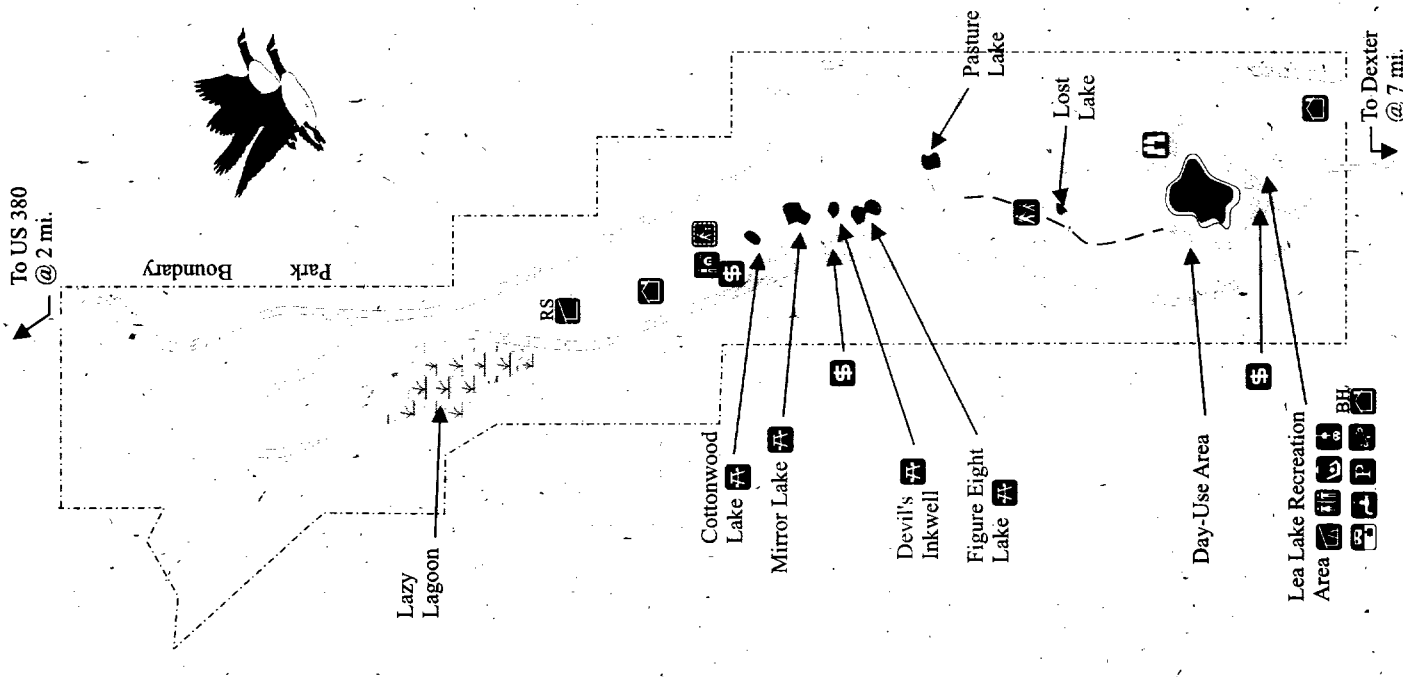 To US 380
@ 2 mi.
Park
Boundary
RS
Lazy
Lagoon
Cottonwood
Lake
Mirror Lake
$
$
Devil's
Inkwell
Figure Eight
Lake
Pasture
Lake
Lost
Lake
Day-Use Area
$
Lea Lake Recreation
Area
P
BH
To Dexter
@ 7 mi.